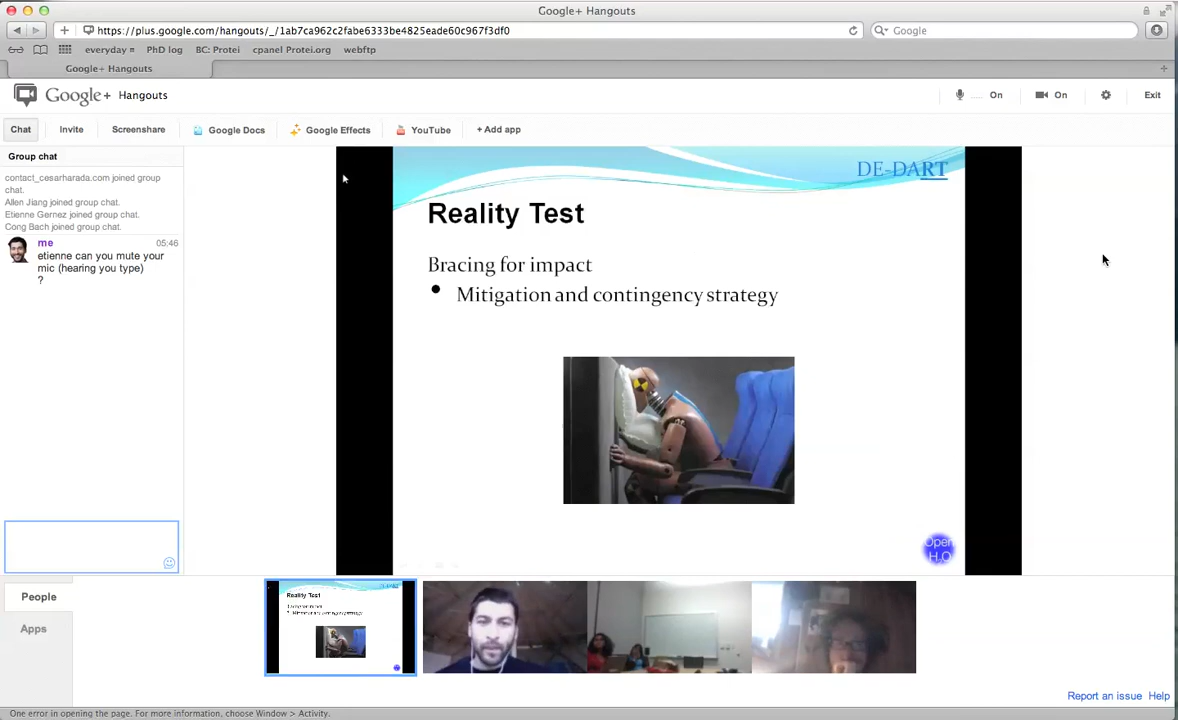 Google+ Hangouts
https://plus.google.com/hangouts/_/1ab7ca962c2fabe6333be4825eade60c967f3df0
Google
everyday
PhD log
BC: Protei
cpanel Protei.org
webftp
Google+ Hangouts
Google+ Hangouts
On
On
Exit
Chat
Invite
Screenshare
Google Docs
Google Effects
YouTube
+ Add app
Group chat
contact_cesarharada.com joined group
chat.
Allen Jiang joined group chat.
Etienne Gernez joined group chat.
Cong Bach joined group chat.
me
05:46
etienne can you mute your
mic (hearing you type)
?
DE-DART
Reality Test
Bracing for impact
• Mitigation and contingency strategy
Open
H2O
People
Apps
Reality Test
Report an issue Help
One error in opening the page. For more information, choose Window > Activity.